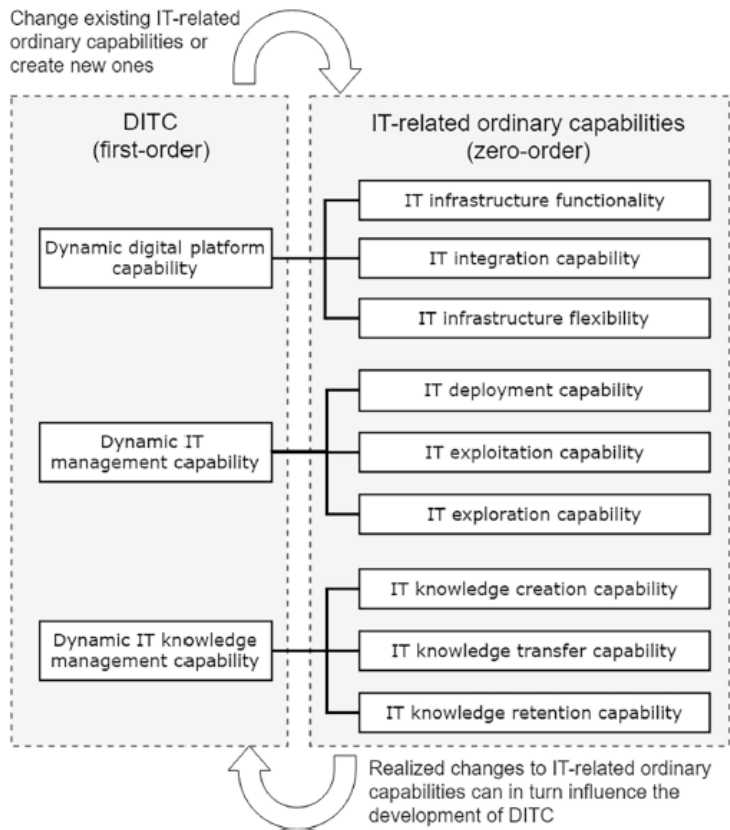 Change existing IT-related
ordinary capabilities or
create new ones
DITC
(first-order)
IT-related ordinary capabilities
(zero-order)
Dynamic digital platform
capability
IT infrastructure functionality
IT integration capability
IT infrastructure flexibility
Dynamic IT
management capability
IT deployment capability
IT exploitation capability
IT exploration capability
Dynamic IT knowledge
management capability
IT knowledge creation capability
IT knowledge transfer capability
IT knowledge retention capability
Realized changes to IT-related ordinary
capabilities can in turn influence the
development of DITC